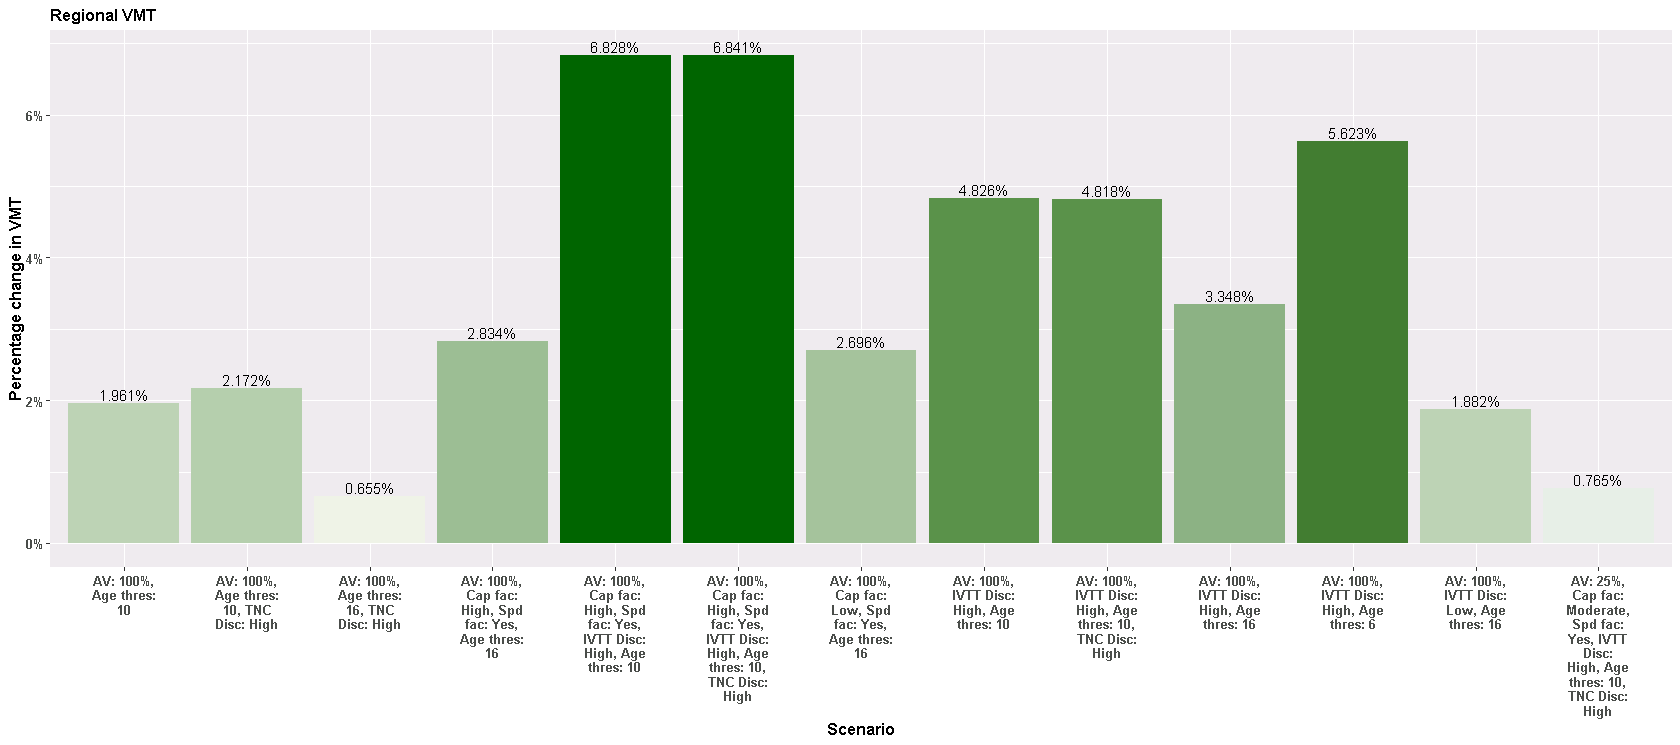 Regional VMT
Percentage change in VMT
6%
4%
2%
0%
1.961%
2.172%
0.655%
2.834%
6.828%
6.841%
2.696%
4.826%
4.818%
3.348%
5.623%
1.882%
0.765%
AV: 100%,
Age thres:
10
AV: 100%,
Age thres:
10, TNC
Disc: High
AV: 100%,
Age thres:
16, TNC
Disc: High
AV: 100%,
Cap fac:
High, Spd
fac: Yes,
Age thres:
16
AV: 100%,
Cap fac:
High, Spd
fac: Yes,
IVTT Disc:
High, Age
thres: 10
AV: 100%,
Cap fac:
High, Spd
fac: Yes,
IVTT Disc:
High, Age
thres: 10,
TNC Disc:
High
AV: 100%,
Cap fac:
Low, Spd
fac: Yes,
Age thres:
16
AV: 100%,
IVTT Disc:
High, Age
thres: 10
AV: 100%,
IVTT Disc:
High, Age
thres: 10,
TNC Disc:
High
AV: 100%,
IVTT Disc:
High, Age
thres: 16
AV: 100%,
IVTT Disc:
High, Age
thres: 6
AV: 100%,
IVTT Disc:
Low, Age
thres: 16
AV: 25%,
Cap fac:
Moderate,
Spd fac:
Yes, IVTT
Disc:
High, Age
thres: 10,
TNC Disc:
High
Scenario